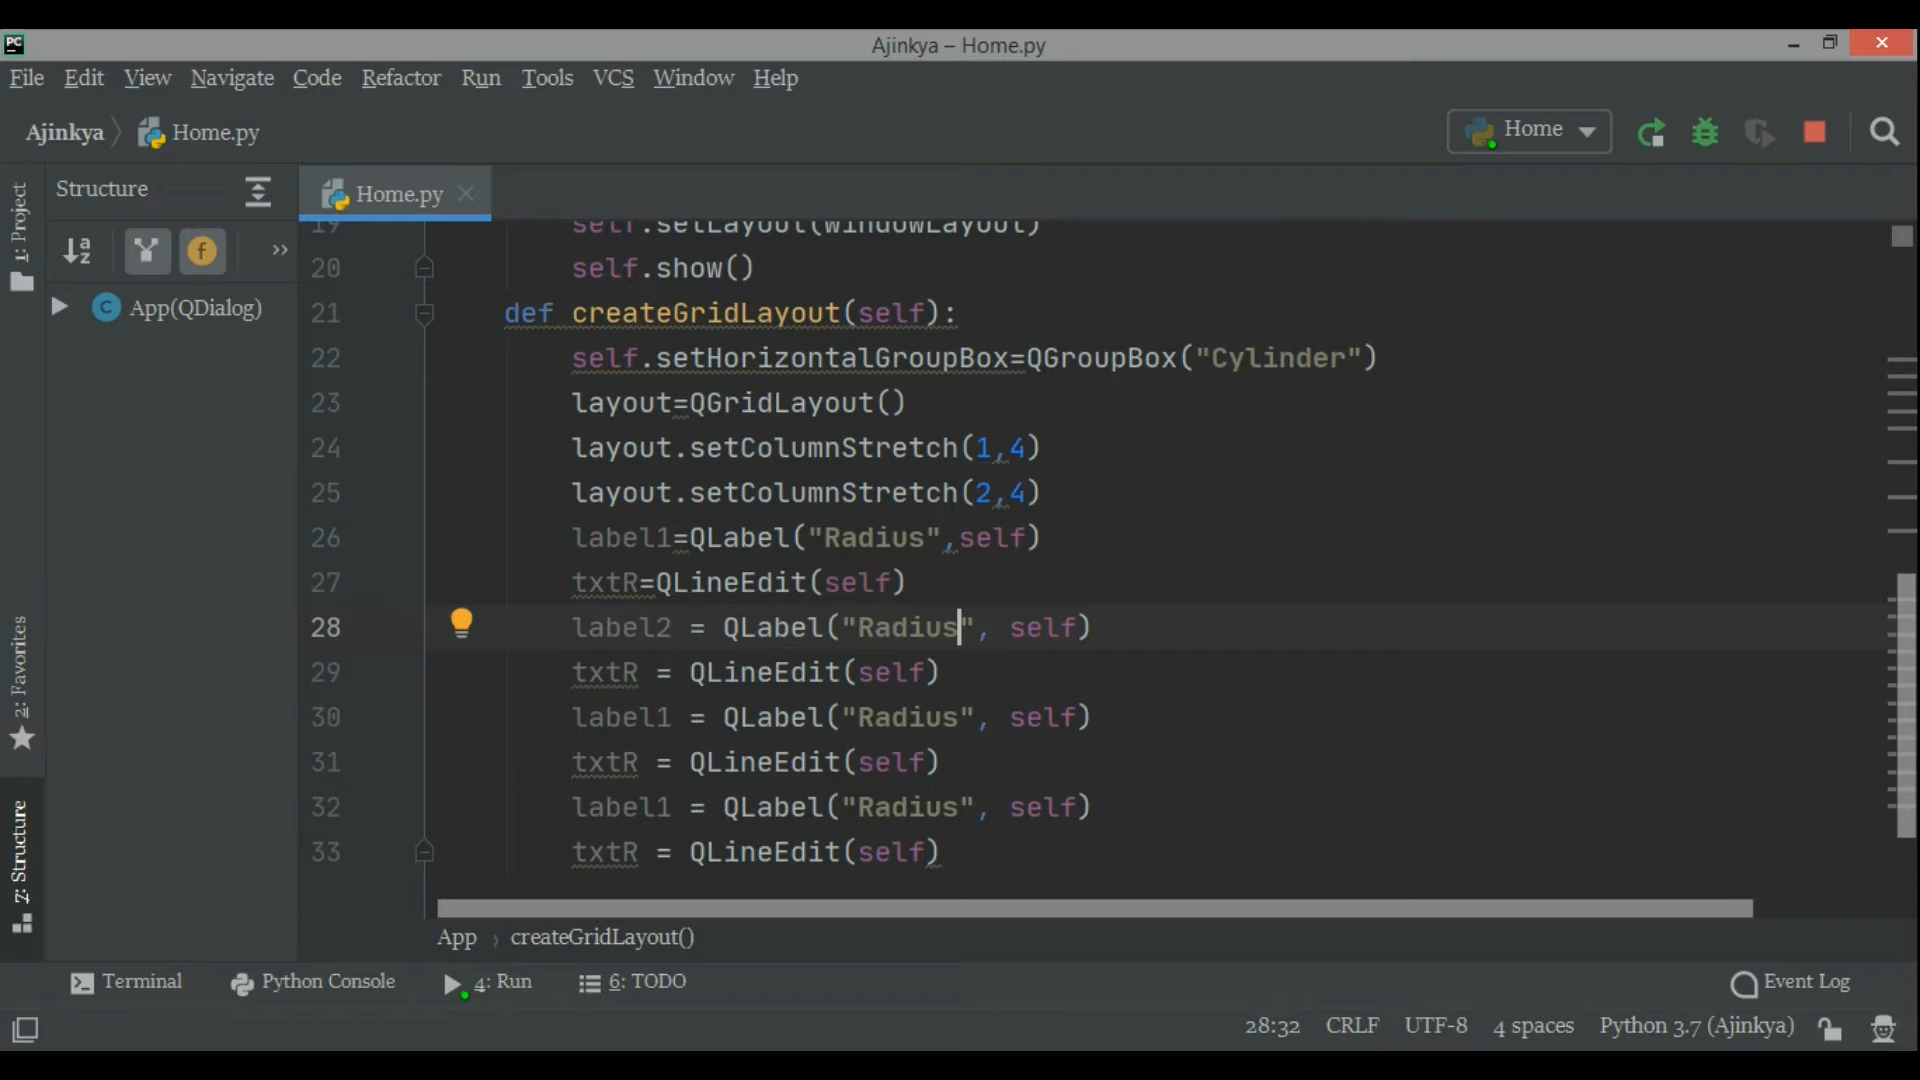 PC
Ajinkya – Home.py
File Edit View Navigate Code Refactor Run Tools VCS Window Help
Ajinkya Home.py
Home
1: Project
Structure
Home.py
App(QDialog)
2: Favorites
7: Structure
19 self.setLayout(windowLayout)
20 self.show()
21 def createGridLayout(self):
22 self.setHorizontalGroupBox=QGroupBox("Cylinder")
23 layout=QGridLayout()
24 layout.setColumnStretch(1,4)
25 layout.setColumnStretch(2,4)
26 label1=QLabel("Radius",self)
27 txtR=QLineEdit(self)
28 label2 = QLabel("Radius", self)
29 txtR = QLineEdit(self)
30 label1 = QLabel("Radius", self)
31 txtR = QLineEdit(self)
32 label1 = QLabel("Radius", self)
33 txtR = QLineEdit(self)
App createGridLayout()
Terminal Python Console 4: Run 6: TODO Event Log
28:32 CRLF UTF-8 4 spaces Python 3.7 (Ajinkya)